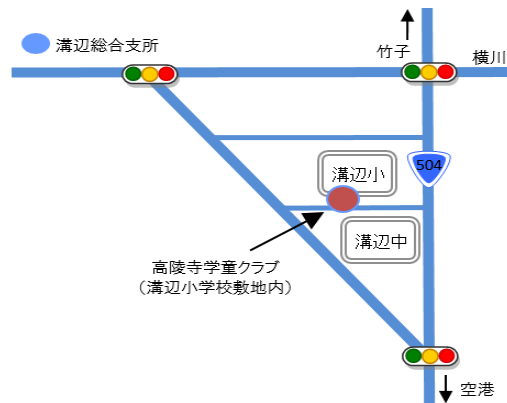 溝辺総合支所
竹子
横川
504
溝辺小
溝辺中
高陵寺学童クラブ
（溝辺小学校敷地内）
空港